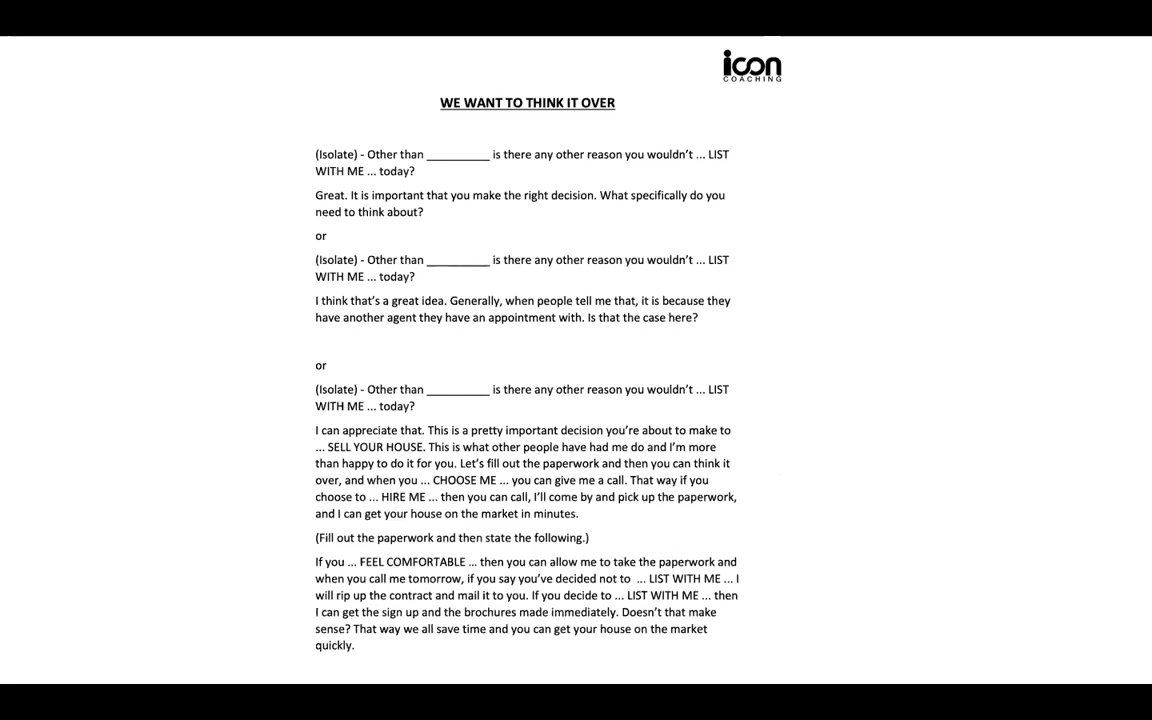 icon
COACHING
WE WANT TO THINK IT OVER
(Isolate) - Other than __________ is there any other reason you wouldn't ... LIST
WITH ME ... today?
Great. It is important that you make the right decision. What specifically do you
need to think about?
or
(Isolate) - Other than __________ is there any other reason you wouldn't ... LIST
WITH ME ... today?
I think that's a great idea. Generally, when people tell me that, it is because they
have another agent they have an appointment with. Is that the case here?
or
(Isolate) - Other than __________ is there any other reason you wouldn't ... LIST
WITH ME ... today?
I can appreciate that. This is a pretty important decision you're about to make to
... SELL YOUR HOUSE. This is what other people have had me do and I'm more
than happy to do it for you. Let's fill out the paperwork and then you can think it
over, and when you ... CHOOSE ME ... you can give me a call. That way if you
choose to ... HIRE ME ... then you can call, I'll come by and pick up the paperwork,
and I can get your house on the market in minutes.
(Fill out the paperwork and then state the following.)
If you ... FEEL COMFORTABLE ... then you can allow me to take the paperwork and
when you call me tomorrow, if you say you've decided not to ... LIST WITH ME ... I
will rip up the contract and mail it to you. If you decide to ... LIST WITH ME ... then
I can get the sign up and the brochures made immediately. Doesn't that make
sense? That way we all save time and you can get your house on the market
quickly.